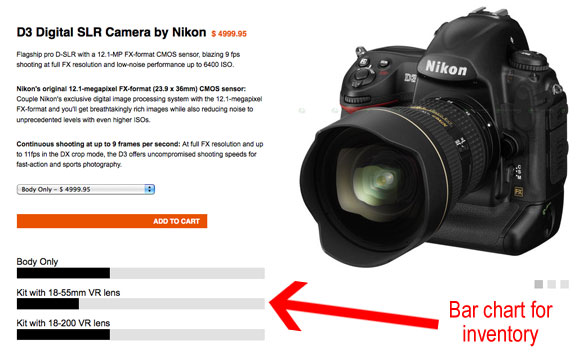 D3 Digital SLR Camera by Nikon $ 4999.95
Flagship pro D-SLR with a 12.1-MP FX-format CMOS sensor, blazing 9 fps
shooting at full FX resolution and low-noise performance up to 6400 ISO.
Nikon's original 12.1-megapixel FX-format (23.9 x 36mm) CMOS sensor:
Couple Nikon's exclusive digital image processing system with the 12.1-megapixel
FX-format and you'll get breathtakingly rich images while also reducing noise to
unprecedented levels with even higher ISOs.
Continuous shooting at up to 9 frames per second: At full FX resolution and up
to 11fps in the DX crop mode, the D3 offers uncompromised shooting speeds for
fast-action and sports photography.
Body Only – $ 4999.95
ADD TO CART
Body Only
Kit with 18-55mm VR lens
Kit with 18-200 VR lens
Nikon
D3
FX
Bar chart for
inventory